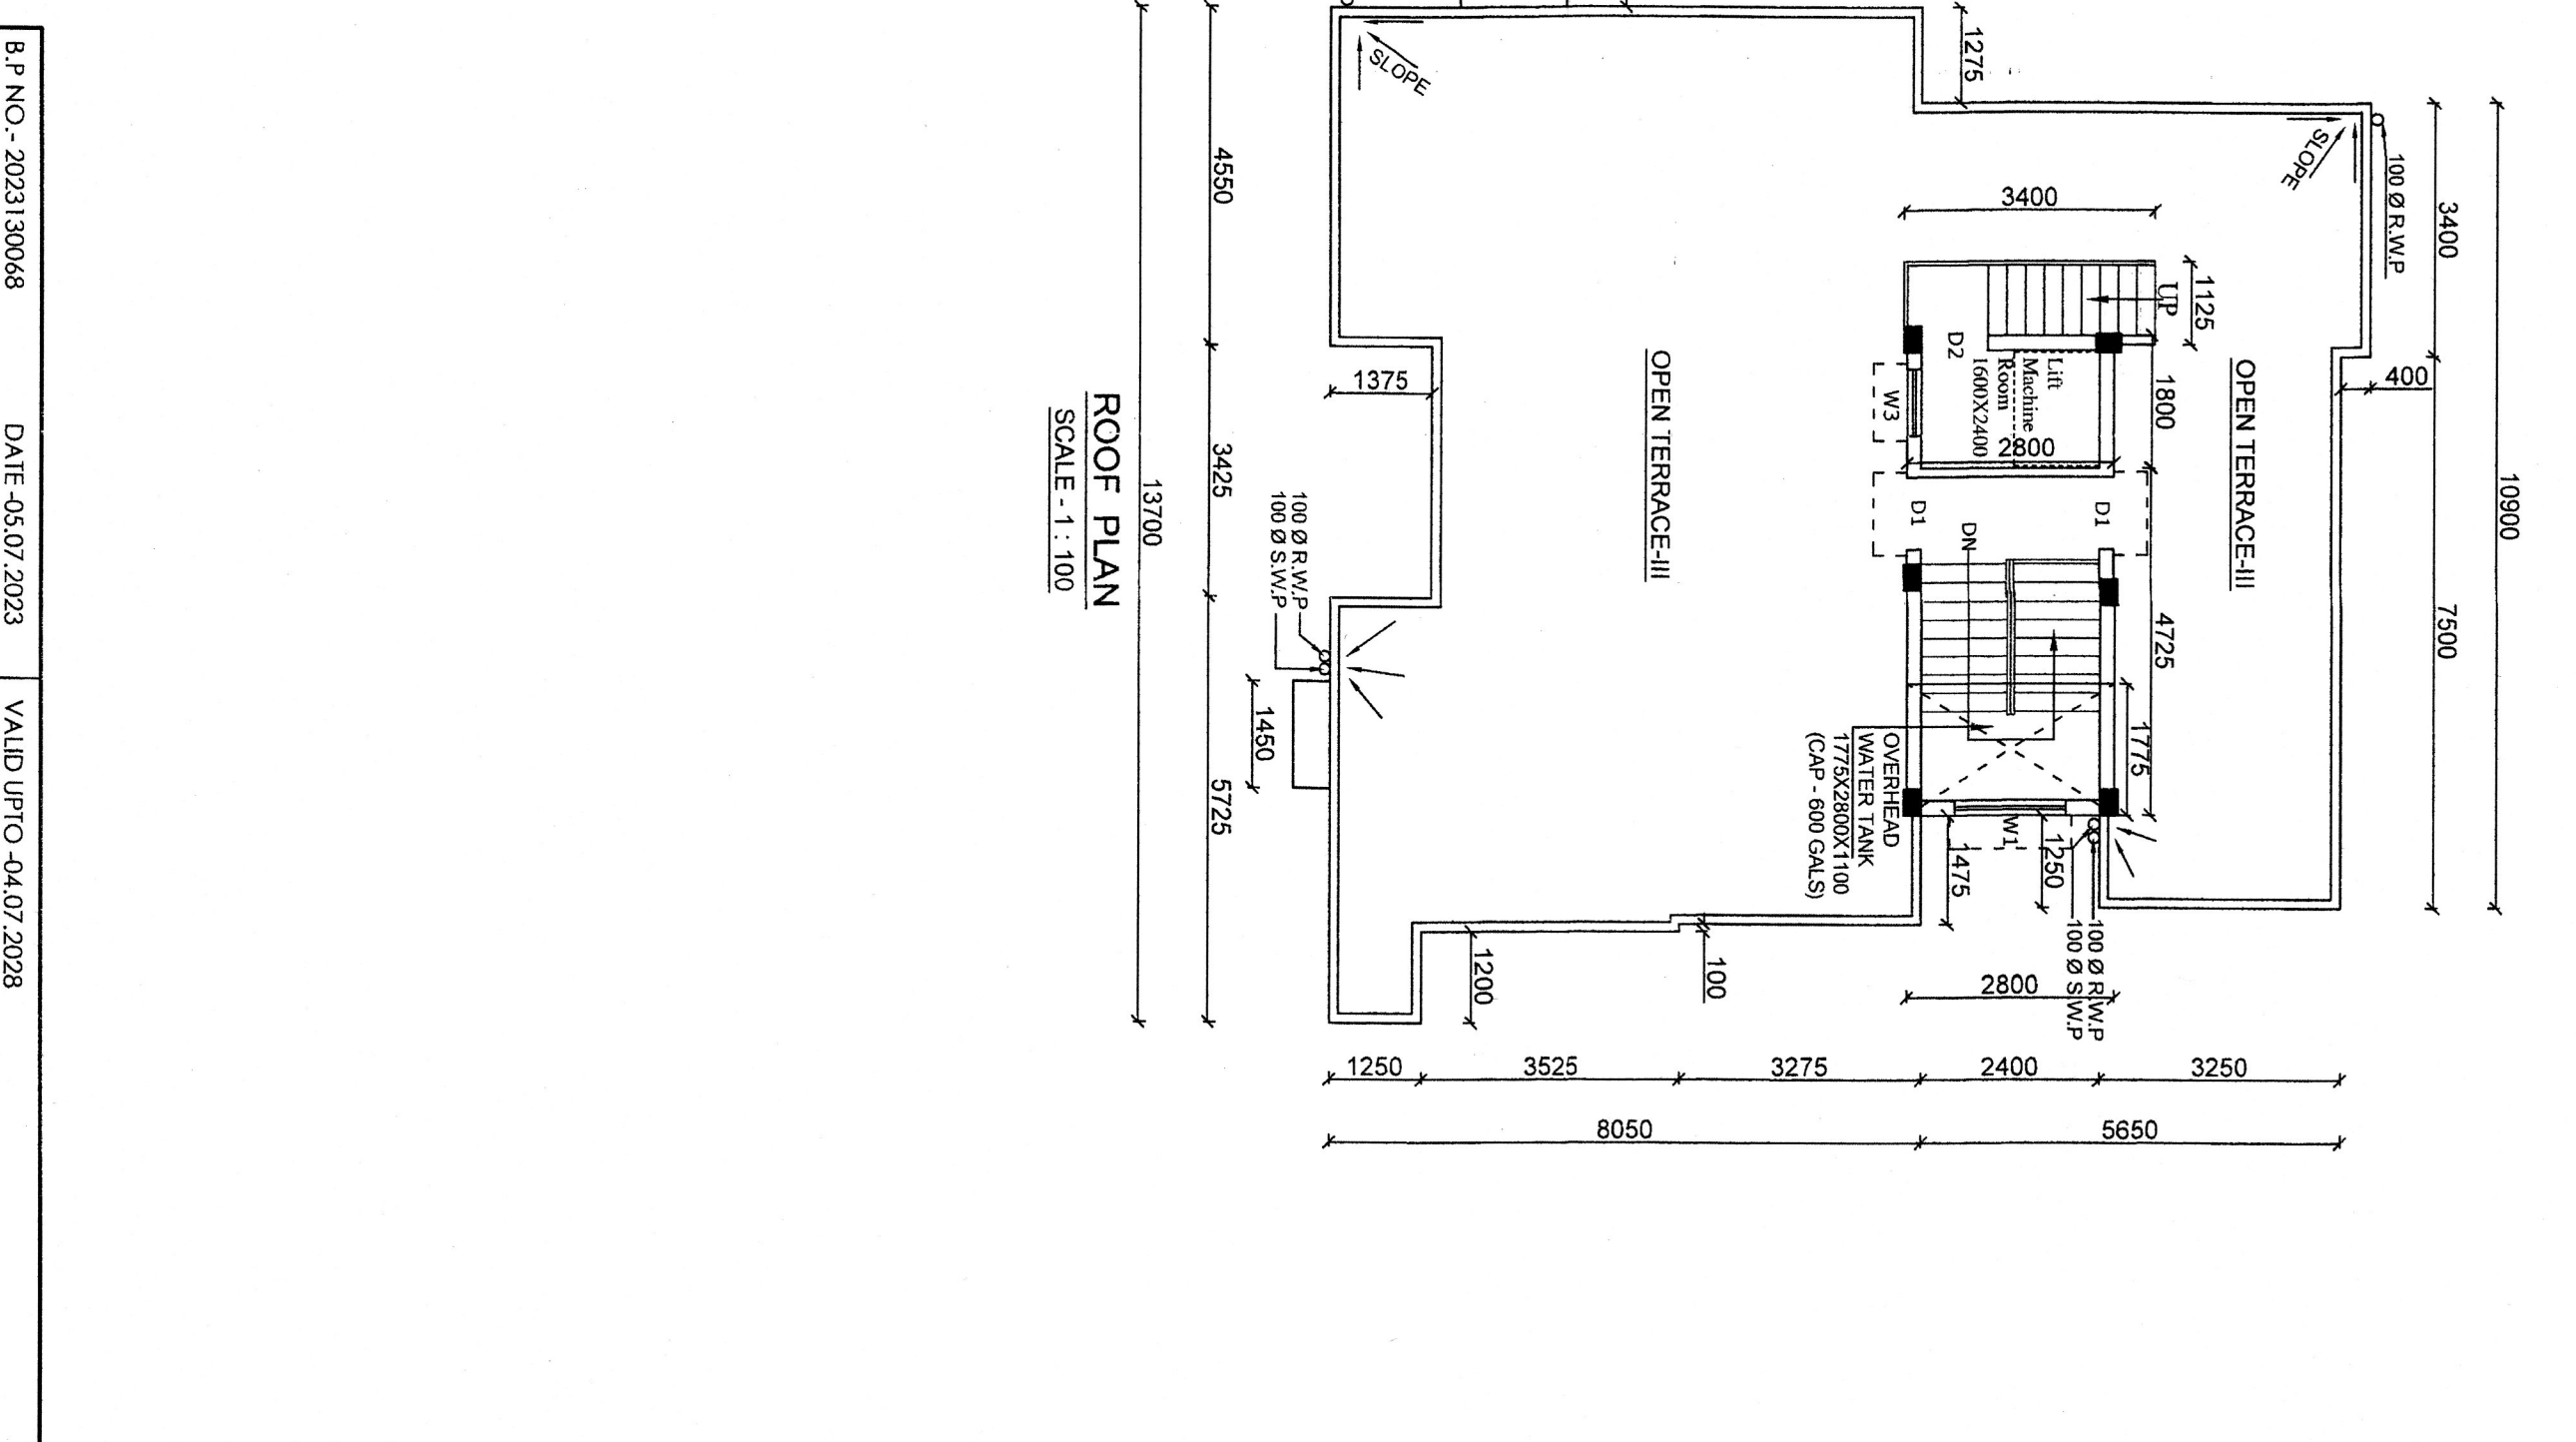 10900
3400
7500
400
100 Ø R.W.P
SLOPE
OPEN TERRACE-III
1275
3400
1125
UP
1800
4725
1775
D2
Lift
Machine
Room
1600X2400
2800
W3
D1
D1
DN
OVERHEAD
WATER TANK
1775X2800X1100
(CAP - 600 GALS)
W1
1250
1475
100 Ø R.W.P
100 Ø S.W.P
2800
OPEN TERRACE-III
SLOPE
1375
100
1200
100 Ø R.W.P
100 Ø S.W.P
1450
4550
3425
5725
13700
1250
3525
3275
2400
3250
8050
5650
ROOF PLAN
SCALE - 1 : 100
B.P NO.- 2023130068
DATE -05.07.2023
VALID UPTO -04.07.2028